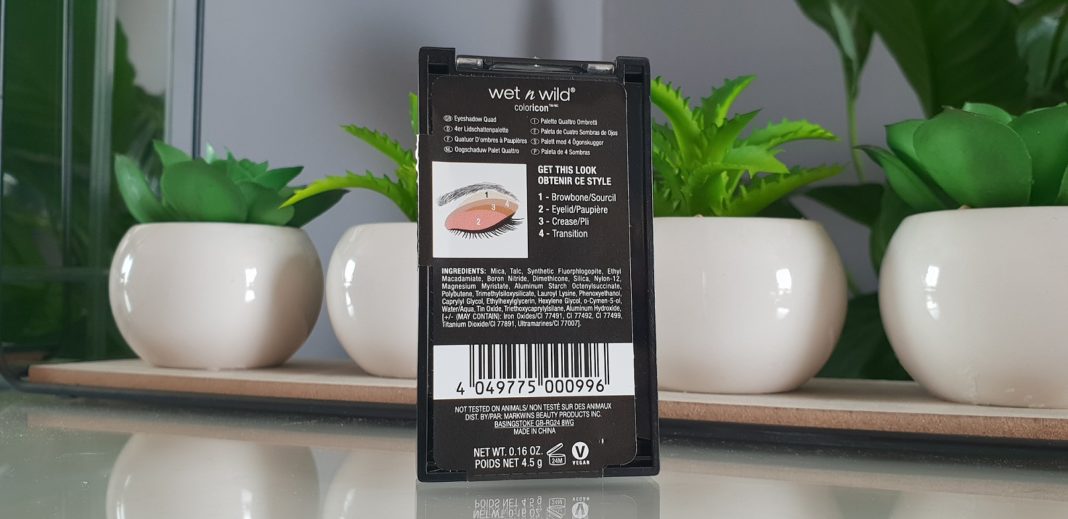 wet n wild®
coloricon™/MC
GB Eyeshadow Quad
D 4er Lidschattenpalette
F Quatuor D'ombres à Paupières
NL Oogschaduw Palet Quattro
I Palette Quattro Ombretti
E Paleta de Cuatro Sombras de Ojos
S Palett med 4 Ögonskuggor
P Paleta de 4 Sombras
GET THIS LOOK
OBTENIR CE STYLE
1 - Browbone/Sourcil
2 - Eyelid/Paupière
3 - Crease/Pli
4 - Transition
1
3 4
2
INGREDIENTS: Mica, Talc, Synthetic Fluorphlogopite, Ethyl
Macadamiate, Boron Nitride, Dimethicone, Silica, Nylon-12,
Magnesium Myristate, Aluminum Starch Octenylsuccinate,
Polybutene, Trimethylsiloxysilicate, Lauroyl Lysine, Phenoxyethanol,
Caprylyl Glycol, Ethylhexylglycerin, Hexylene Glycol, o-Cymen-5-ol,
Water/Aqua, Tin Oxide, Triethoxycaprylylsilane, Aluminum Hydroxide,
[+/- (MAY CONTAIN): Iron Oxides/CI 77491, CI 77492, CI 77499,
Titanium Dioxide/CI 77891, Ultramarines/CI 77007].
4 049775 000996
NOT TESTED ON ANIMALS/ NON TESTÉ SUR DES ANIMAUX
DIST. BY/PAR: MARKWINS BEAUTY PRODUCTS INC.
BASINGSTOKE GB-RG24 8WG
MADE IN CHINA
NET WT. 0.16 OZ.
POIDS NET 4.5 g
24M
V
VEGAN